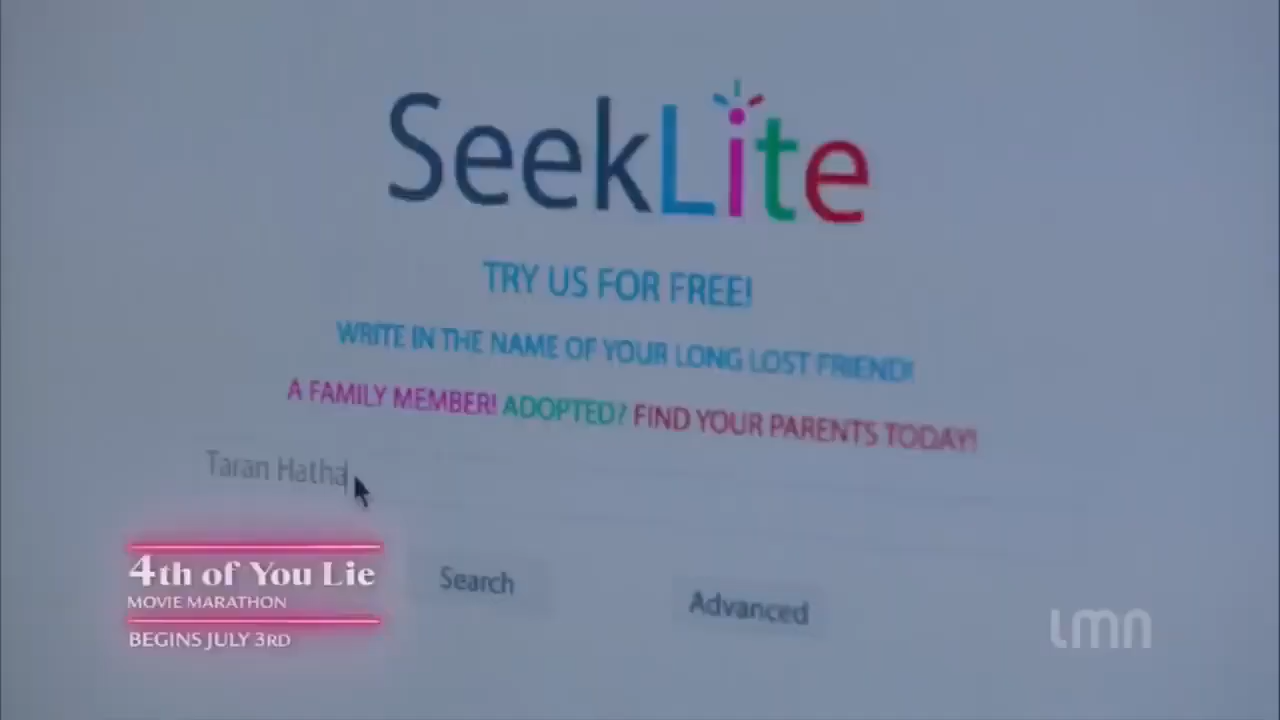 SeekLite
TRY US FOR FREE!
WRITE IN THE NAME OF YOUR LONG LOST FRIEND!
A FAMILY MEMBER! ADOPTED? FIND YOUR PARENTS TODAY!
Taran Hatha
Search
Advanced
4th of You Lie
MOVIE MARATHON
BEGINS JULY 3RD
lmn